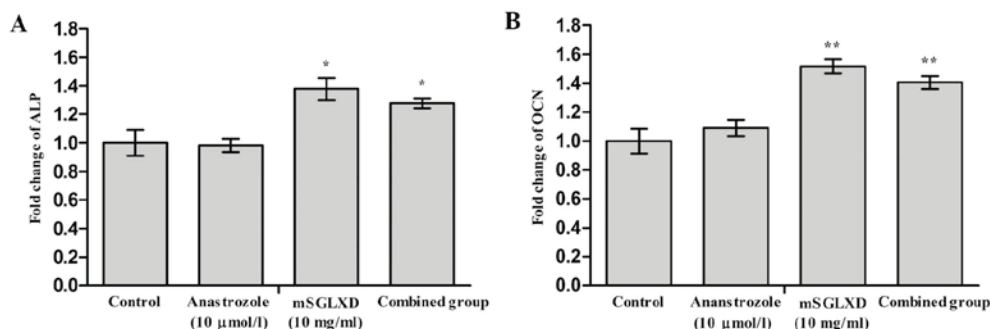 A
Fold change of ALP
1.8
1.6
1.4
1.2
1.0
0.8
0.6
0.4
0.2
0.0
*
*
Control
Anastrozole
(10 μmol/l)
mSGLXD
(10 mg/ml)
Combined group
B
Fold change of OCN
1.8
1.6
1.4
1.2
1.0
0.8
0.6
0.4
0.2
0.0
**
**
Control
Ananstrozole
(10 μmol/l)
mSGLXD
(10 mg/ml)
Combined group